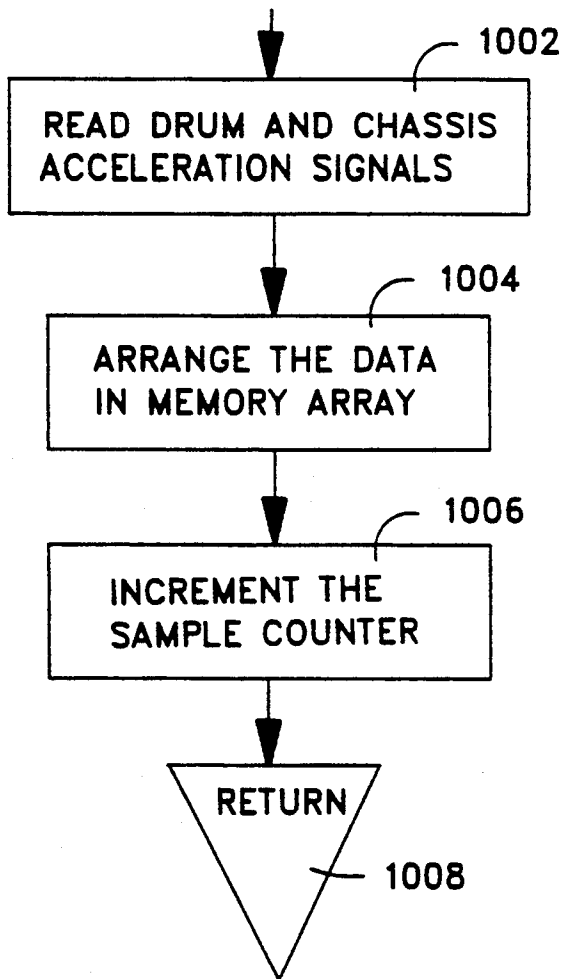 1002
READ DRUM AND CHASSIS
ACCELERATION SIGNALS
1004
ARRANGE THE DATA
IN MEMORY ARRAY
1006
INCREMENT THE
SAMPLE COUNTER
RETURN
1008